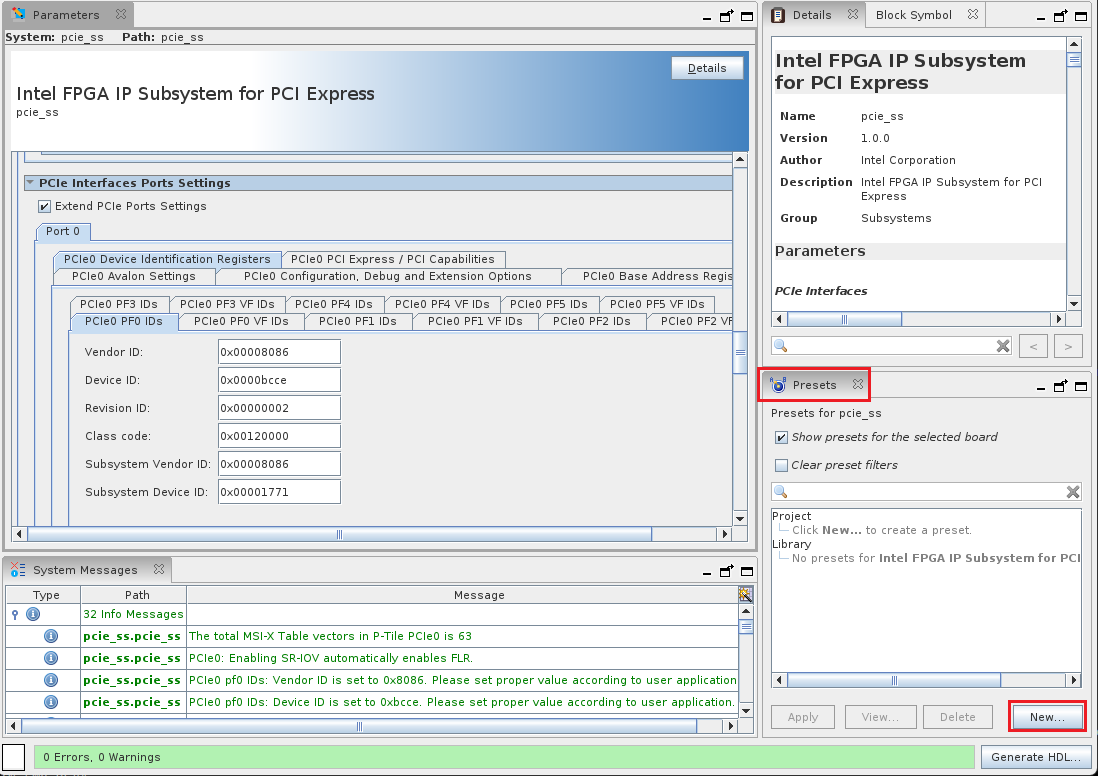 Parameters
System: pcie_ss Path: pcie_ss
Details
Intel FPGA IP Subsystem for PCI Express
pcie_ss
PCIe Interfaces Ports Settings
Extend PCIe Ports Settings
Port 0
PCIe0 Device Identification Registers PCIe0 PCI Express / PCI Capabilities
PCIe0 Avalon Settings PCIe0 Configuration, Debug and Extension Options PCIe0 Base Address Regis
PCIe0 PF3 IDs PCIe0 PF3 VF IDs PCIe0 PF4 IDs PCIe0 PF4 VF IDs PCIe0 PF5 IDs PCIe0 PF5 VF IDs
PCIe0 PF0 IDs PCIe0 PF0 VF IDs PCIe0 PF1 IDs PCIe0 PF1 VF IDs PCIe0 PF2 IDs PCIe0 PF2 VF
Vendor ID: 0x00008086
Device ID: 0x0000bcce
Revision ID: 0x00000002
Class code: 0x00120000
Subsystem Vendor ID: 0x00008086
Subsystem Device ID: 0x00001771
System Messages
Type Path Message
32 Info Messages
pcie_ss.pcie_ss The total MSI-X Table vectors in P-Tile PCIe0 is 63
pcie_ss.pcie_ss PCIe0: Enabling SR-IOV automatically enables FLR.
pcie_ss.pcie_ss PCIe0 pf0 IDs: Vendor ID is set to 0x8086. Please set proper value according to user application
pcie_ss.pcie_ss PCIe0 pf0 IDs: Device ID is set to 0xbcce. Please set proper value according to user application.
0 Errors, 0 Warnings
Details Block Symbol
Intel FPGA IP Subsystem
for PCI Express
Name pcie_ss
Version 1.0.0
Author Intel Corporation
Description Intel FPGA IP Subsystem for PCI
Express
Group Subsystems
Parameters
PCIe Interfaces
< >
Presets
Presets for pcie_ss
Show presets for the selected board
Clear preset filters
Project
Click New... to create a preset.
Library
No presets for Intel FPGA IP Subsystem for PCI
Apply View... Delete New...
Generate HDL...